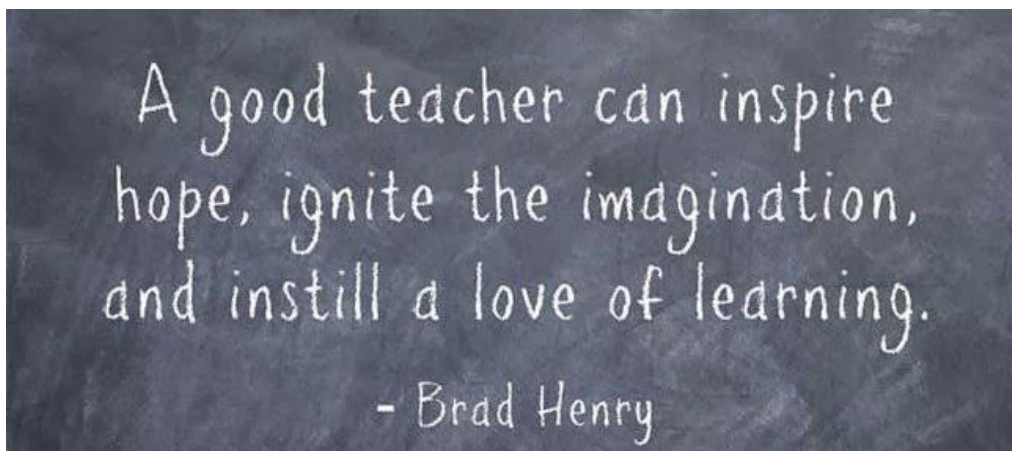 A good teacher can inspire
hope, ignite the imagination,
and instill a love of learning.
- Brad Henry